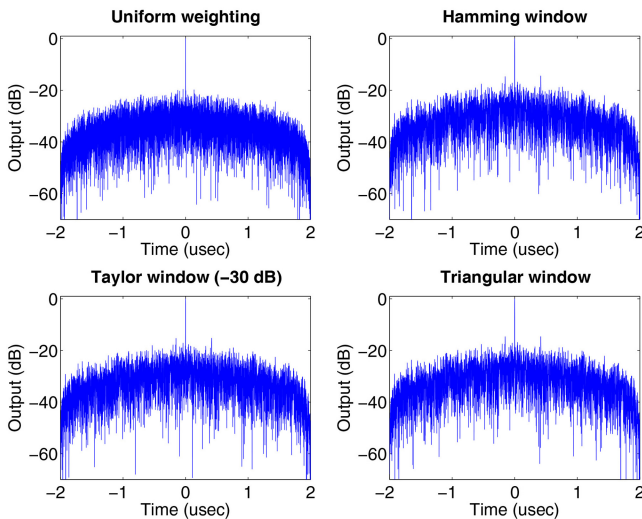 Uniform weighting
0
−20
−40
−60
Output (dB)
−2 −1 0 1 2
Time (usec)
Hamming window
0
−20
−40
−60
Output (dB)
−2 −1 0 1 2
Time (usec)
Taylor window (−30 dB)
0
−20
−40
−60
Output (dB)
−2 −1 0 1 2
Time (usec)
Triangular window
0
−20
−40
−60
Output (dB)
−2 −1 0 1 2
Time (usec)